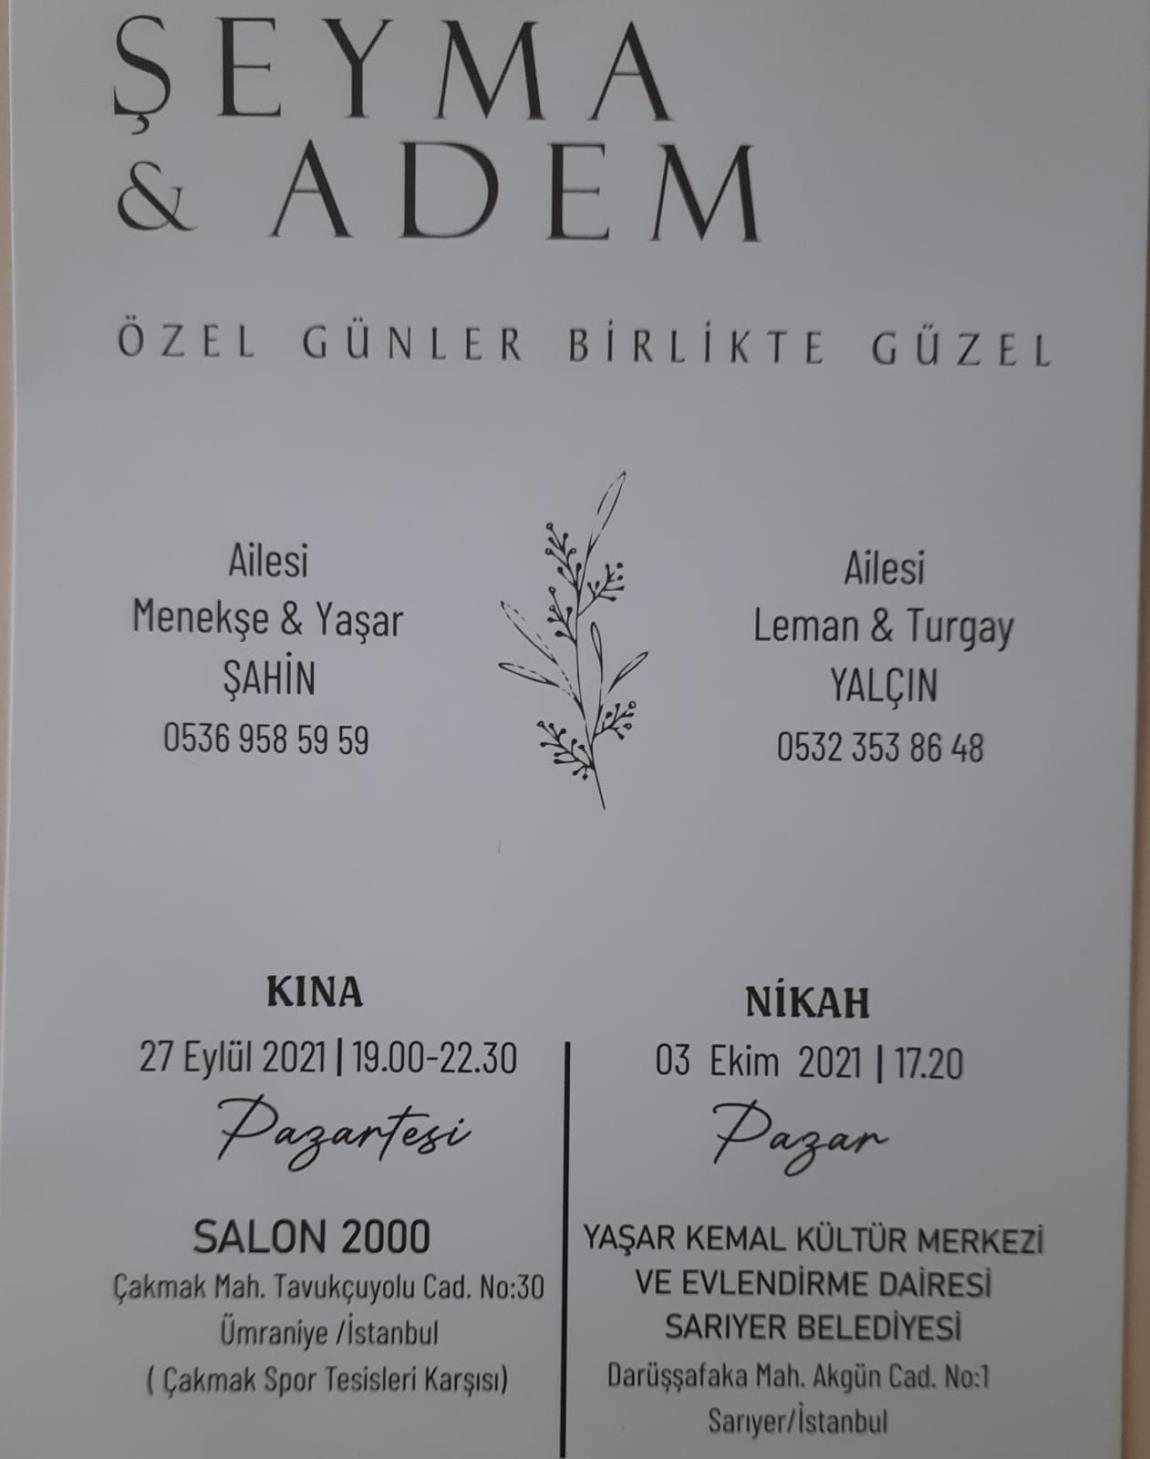 ŞEYMA
& ADEM
ÖZEL GÜNLER BİRLİKTE GÜZEL
Ailesi
Menekşe & Yaşar
ŞAHİN
0536 958 59 59
Ailesi
Leman & Turgay
YALÇIN
0532 353 86 48
KINA
27 Eylül 2021 | 19.00-22.30
Pazartesi
SALON 2000
Çakmak Mah. Tavukçuyolu Cad. No:30
Ümraniye /İstanbul
( Çakmak Spor Tesisleri Karşısı)
NİKAH
03 Ekim 2021 | 17.20
Pazar
YAŞAR KEMAL KÜLTÜR MERKEZİ
VE EVLENDİRME DAİRESİ
SARIYER BELEDİYESİ
Darüşşafaka Mah. Akgün Cad. No:1
Sarıyer/İstanbul